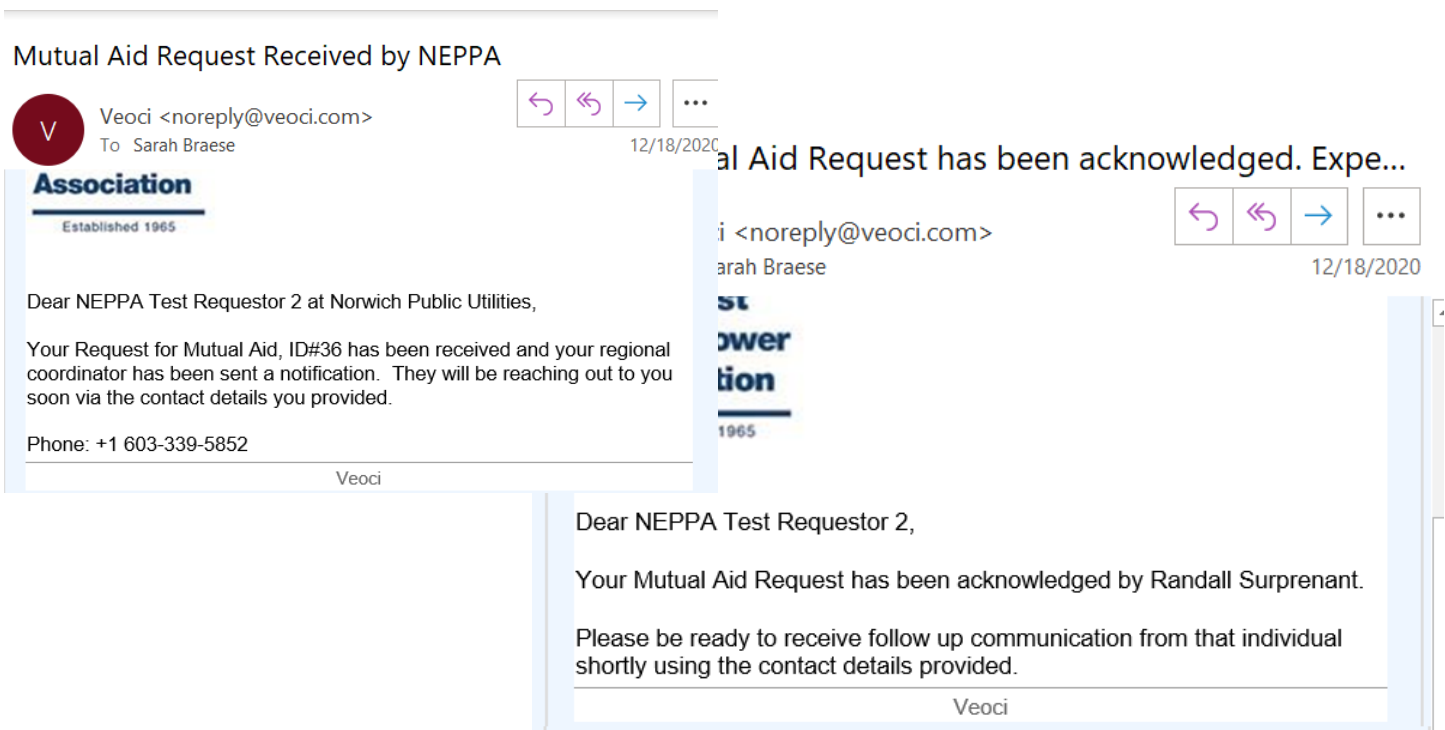 Mutual Aid Request Received by NEPPA
V
Veoci <noreply@veoci.com>
To Sarah Braese
12/18/2020
Association
Established 1965
Dear NEPPA Test Requestor 2 at Norwich Public Utilities,
Your Request for Mutual Aid, ID#36 has been received and your regional
coordinator has been sent a notification. They will be reaching out to you
soon via the contact details you provided.
Phone: +1 603-339-5852
Veoci
al Aid Request has been acknowledged. Expe...
i <noreply@veoci.com>
arah Braese
12/18/2020
st
ower
tion
1965
Dear NEPPA Test Requestor 2,
Your Mutual Aid Request has been acknowledged by Randall Surprenant.
Please be ready to receive follow up communication from that individual
shortly using the contact details provided.
Veoci